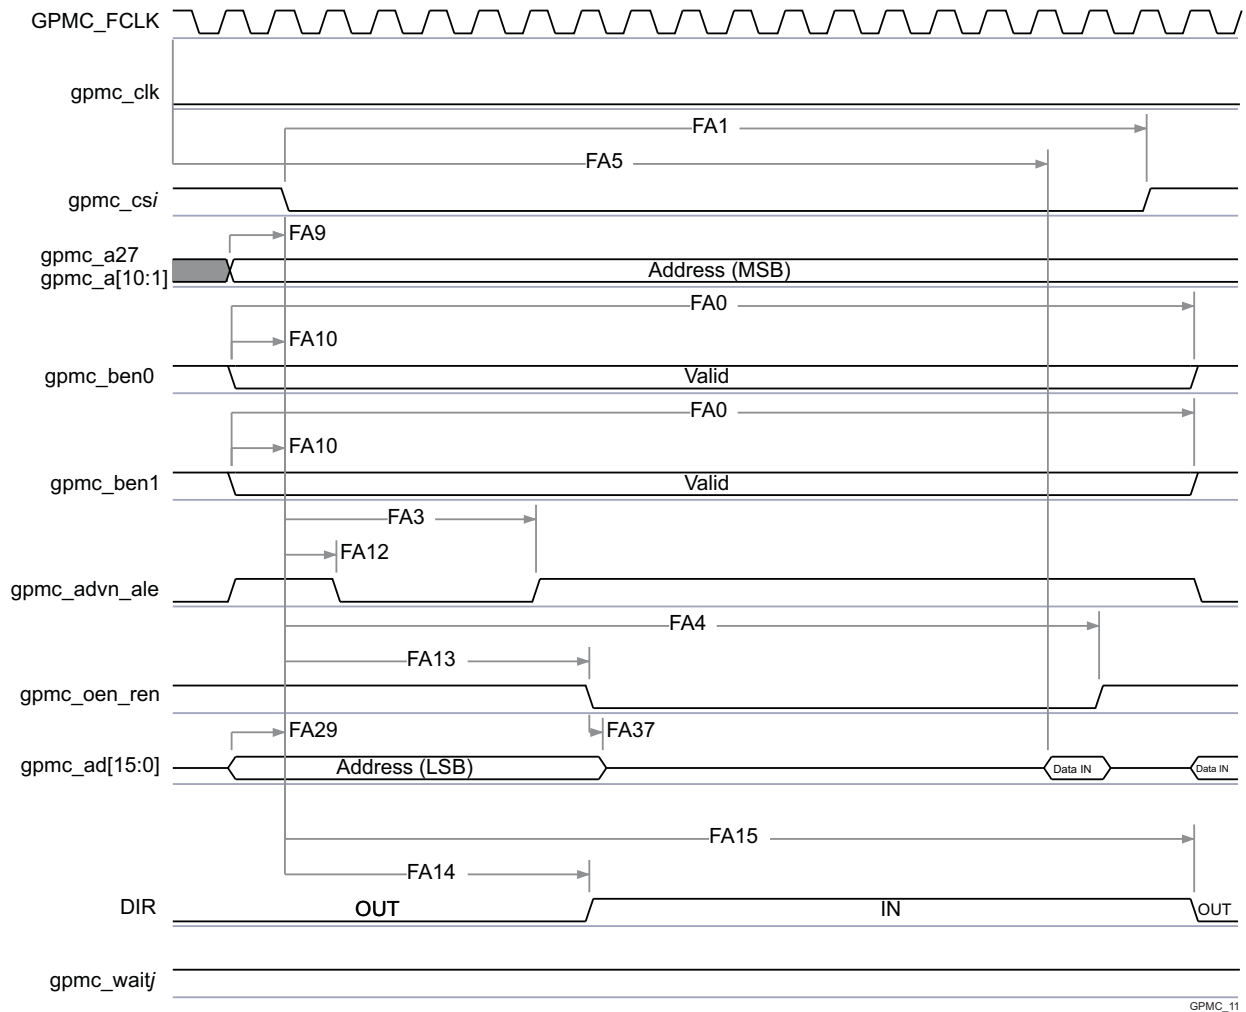 GPMC_FCLK
gpmc_clk
FA1
FA5
gpmc_csi
FA9
gpmc_a27
gpmc_a[10:1]
Address (MSB)
FA0
FA10
gpmc_ben0
Valid
FA0
FA10
gpmc_ben1
Valid
FA3
FA12
gpmc_advn_ale
FA4
FA13
gpmc_oen_ren
FA29
FA37
gpmc_ad[15:0]
Address (LSB)
Data IN
Data IN
FA15
FA14
DIR
OUT
IN
OUT
gpmc_waitj
GPMC_11